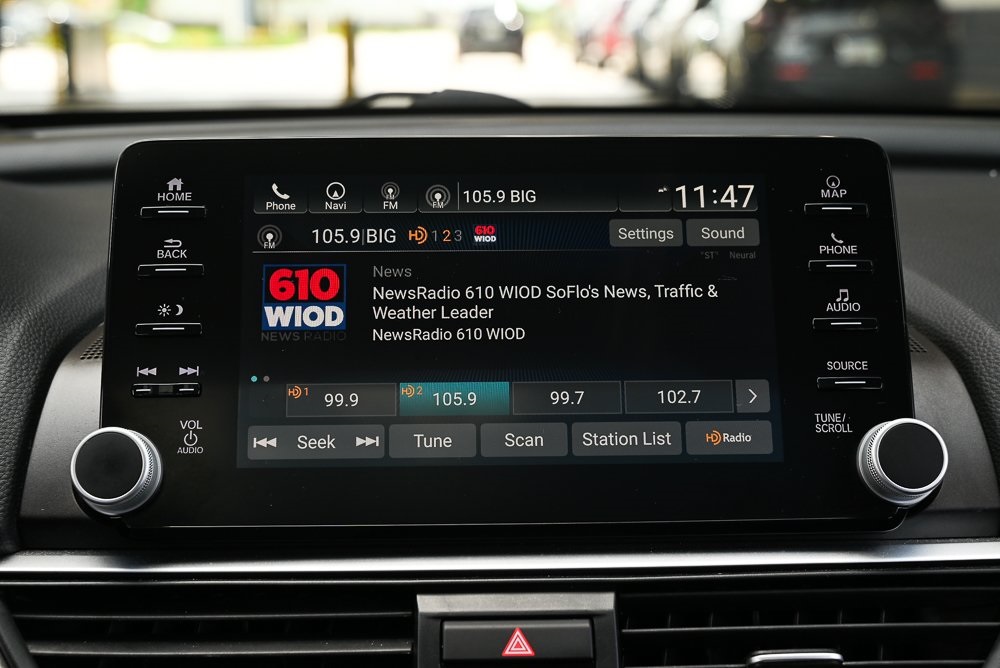 HOME
BACK
VOL
AUDIO
Phone
Navi
FM
FM
105.9 BIG
11:47
FM
105.9|BIG HD 1 2 3 610 WIOD
Settings
Sound
"ST" Neural
610
WIOD
NEWS RADIO
News
NewsRadio 610 WIOD SoFlo's News, Traffic &
Weather Leader
NewsRadio 610 WIOD
HD 1 99.9
HD 2 105.9
99.7
102.7
Seek
Tune
Scan
Station List
HD Radio
MAP
PHONE
AUDIO
SOURCE
TUNE/
SCROLL